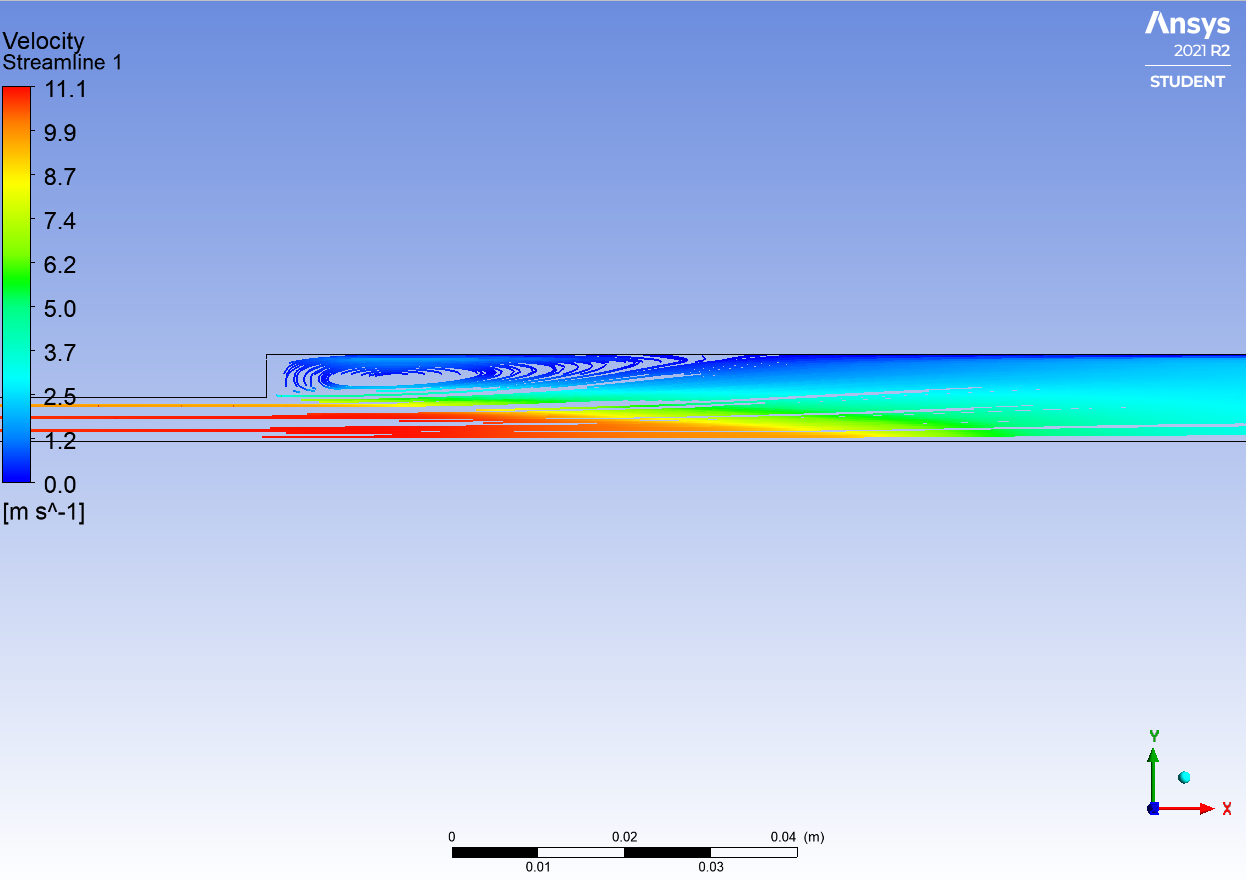 Ansys
2021 R2
STUDENT
Velocity
Streamline 1
11.1
9.9
8.7
7.4
6.2
5.0
3.7
2.5
1.2
0.0
[m s^-1]
Y
X
0 0.02 0.04 (m)
0.01 0.03